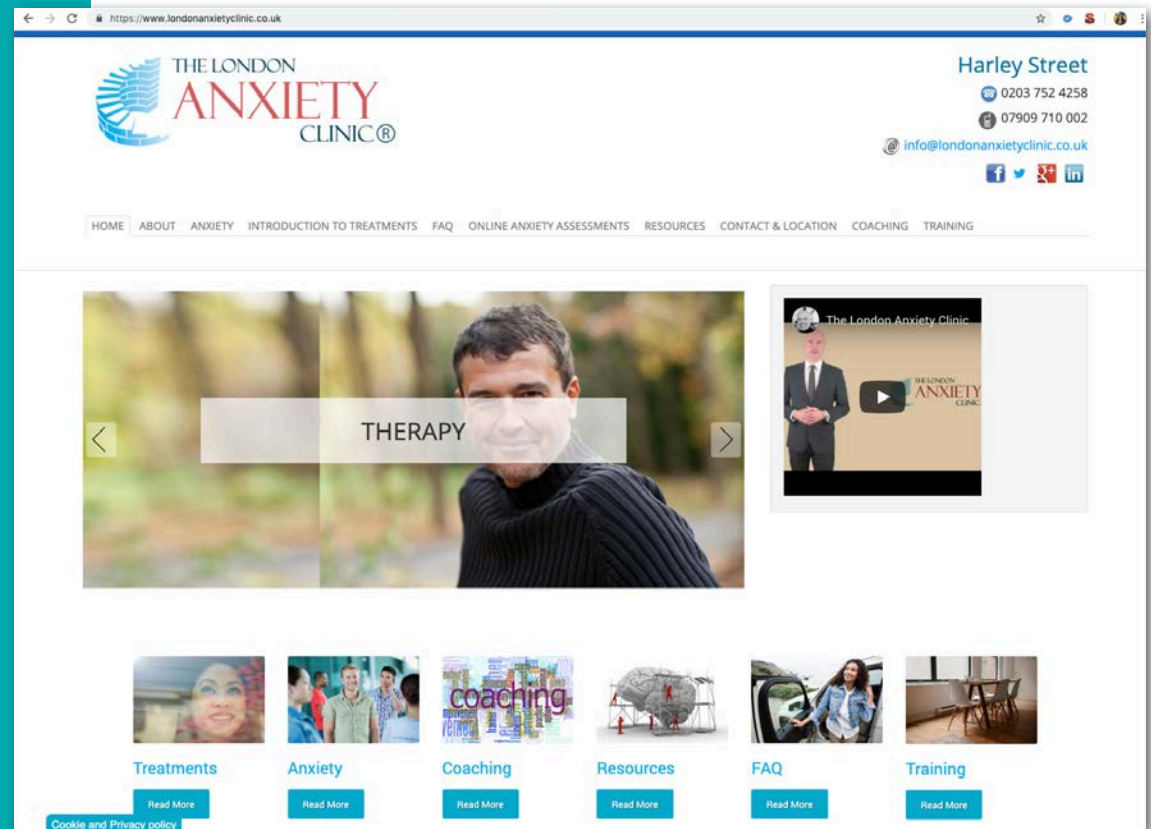 https://www.londonanxietyclinic.co.uk
THE LONDON
ANXIETY
CLINIC®
Harley Street
0203 752 4258
07909 710 002
info@londonanxietyclinic.co.uk
HOME ABOUT ANXIETY INTRODUCTION TO TREATMENTS FAQ ONLINE ANXIETY ASSESSMENTS RESOURCES CONTACT & LOCATION COACHING TRAINING
THERAPY
The London Anxiety Clinic
THE LONDON
ANXIETY
CLINIC
coaching
Treatments Anxiety Coaching Resources FAQ Training
Read More Read More Read More Read More Read More Read More
Cookie and Privacy policy